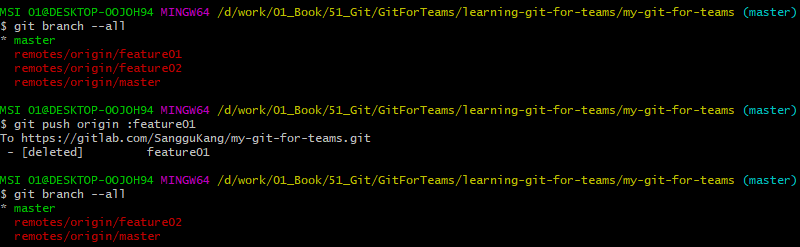 MSI 01@DESKTOP-OOJOH94 MINGW64 /d/work/01_Book/51_Git/GitForTeams/learning-git-for-teams/my-git-for-teams (master)
$ git branch --all
* master
  remotes/origin/feature01
  remotes/origin/feature02
  remotes/origin/master
MSI 01@DESKTOP-OOJOH94 MINGW64 /d/work/01_Book/51_Git/GitForTeams/learning-git-for-teams/my-git-for-teams (master)
$ git push origin :feature01
To https://gitlab.com/SangguKang/my-git-for-teams.git
 - [deleted]         feature01
MSI 01@DESKTOP-OOJOH94 MINGW64 /d/work/01_Book/51_Git/GitForTeams/learning-git-for-teams/my-git-for-teams (master)
$ git branch --all
* master
  remotes/origin/feature02
  remotes/origin/master